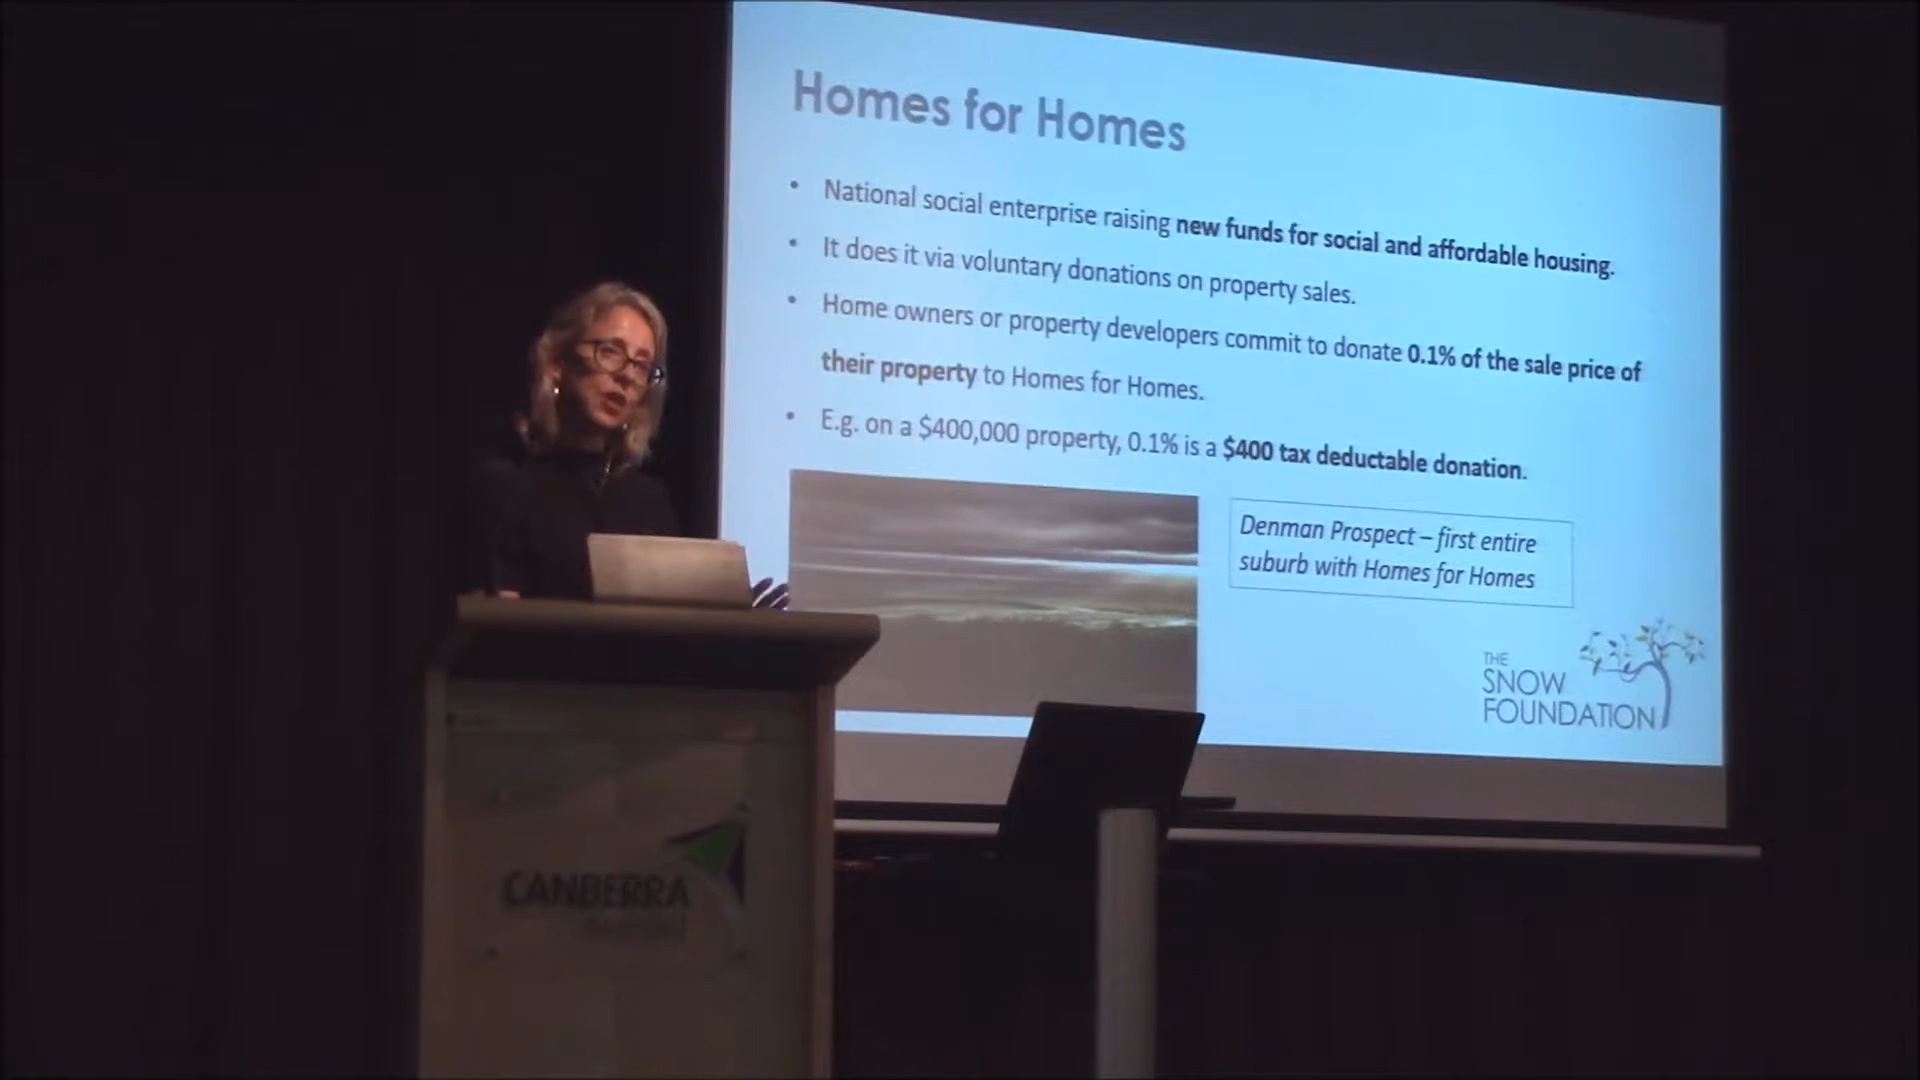 Homes for Homes
• National social enterprise raising new funds for social and affordable housing.
• It does it via voluntary donations on property sales.
• Home owners or property developers commit to donate 0.1% of the sale price of
their property to Homes for Homes.
• E.g. on a $400,000 property, 0.1% is a $400 tax deductable donation.
Denman Prospect – first entire
suburb with Homes for Homes
THE
SNOW
FOUNDATION
CANBERRA